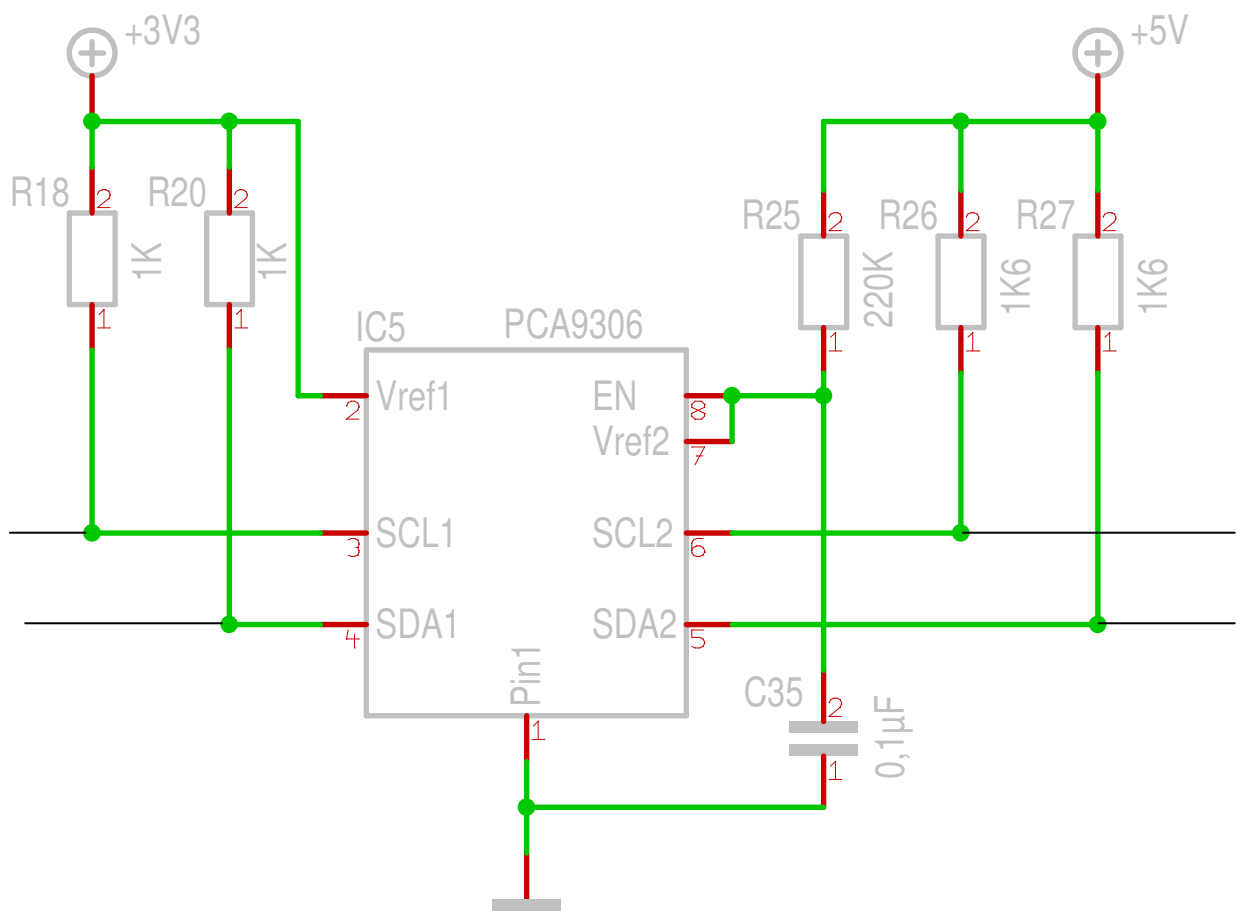 +3V3
+5V
R18
2
1K
1
R20
2
1K
1
R25
2
220K
1
R26
2
1K6
1
R27
2
1K6
1
IC5
PCA9306
Vref1
2
EN
8
Vref2
7
SCL1
3
SCL2
6
SDA1
4
SDA2
5
Pin1
1
C35
2
0,1µF
1